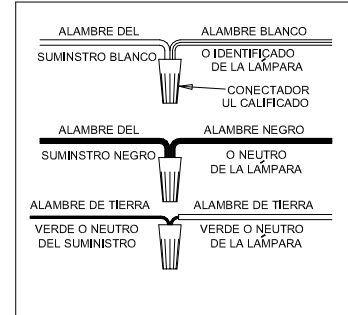 ALAMBRE DEL
SUMINSTRO BLANCO
ALAMBRE BLANCO
O IDENTIFICADO
DE LA LÁMPARA
CONECTADOR
UL CALIFICADO
ALAMBRE DEL
SUMINSTRO NEGRO
ALAMBRE NEGRO
O NEUTRO
DE LA LÁMPARA
ALAMBRE DE TIERRA
VERDE O NEUTRO
DEL SUMINISTRO
ALAMBRE DE TIERRA
VERDE O NEUTRO
DE LA LÁMPARA